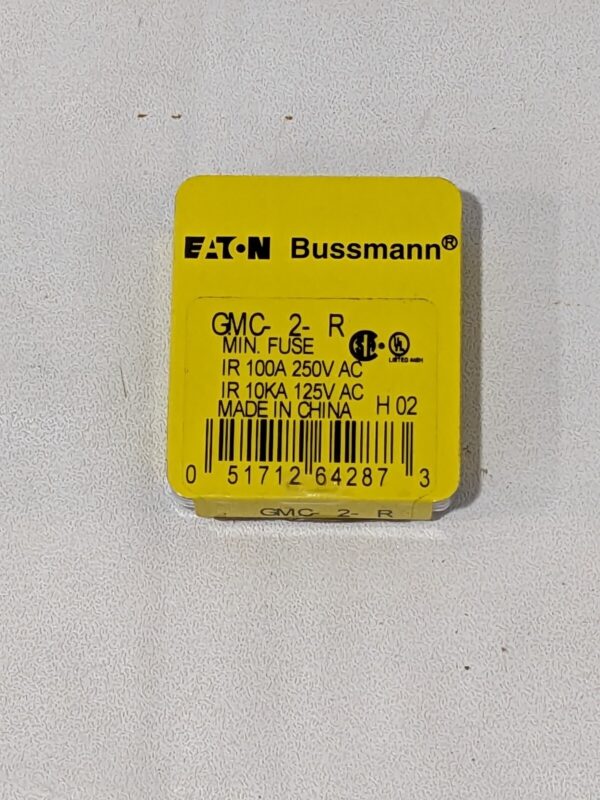 EATON Bussmann®
GMC- 2- R
MIN. FUSE
IR 100A 250V AC
IR 10KA 125V AC
MADE IN CHINA H 02
0 51712 64287 3
GMC- 2- R